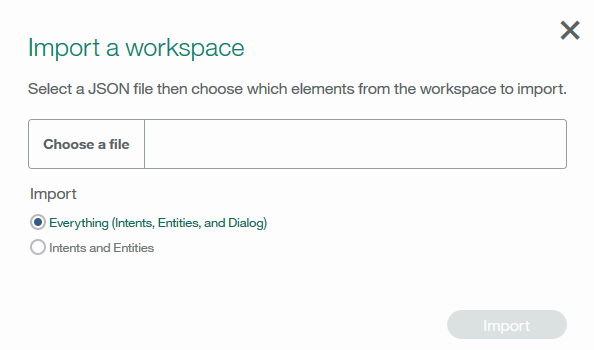 Import a workspace
Select a JSON file then choose which elements from the workspace to import.
Choose a file
Import
Everything (Intents, Entities, and Dialog)
Intents and Entities
Import